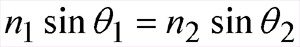 n₁ sin θ₁ = n₂ sin θ₂